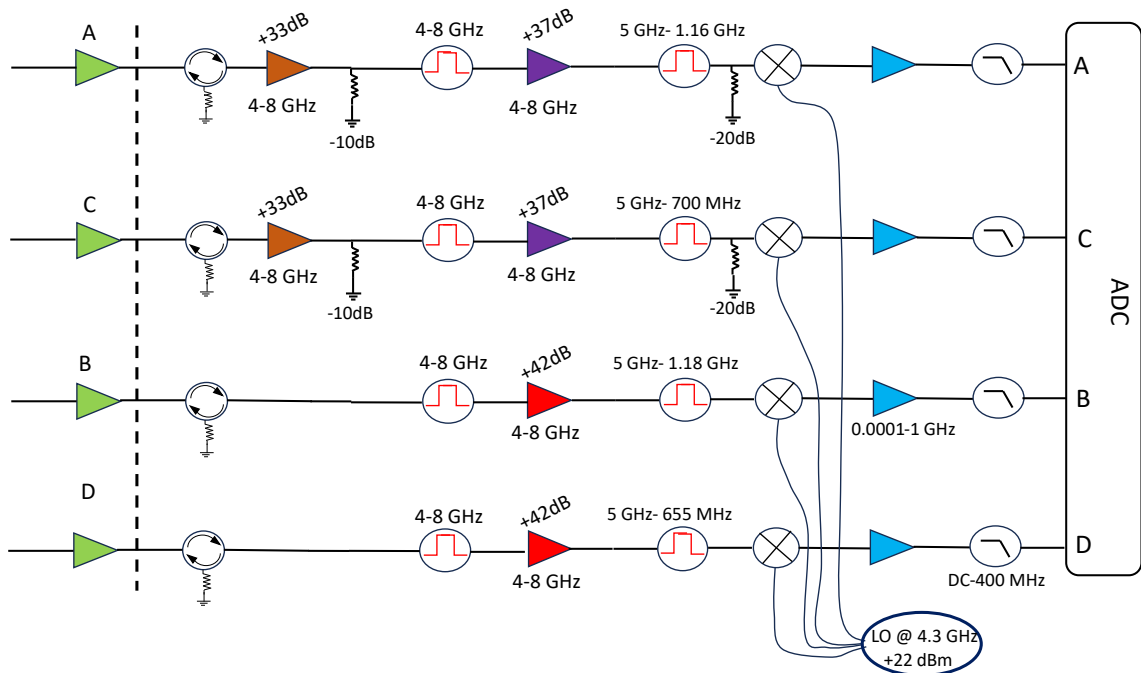 A
+33dB
4-8 GHz
-10dB
4-8 GHz
+37dB
4-8 GHz
5 GHz- 1.16 GHz
-20dB
A
C
+33dB
4-8 GHz
-10dB
4-8 GHz
+37dB
4-8 GHz
5 GHz- 700 MHz
-20dB
C
B
4-8 GHz
+42dB
4-8 GHz
5 GHz- 1.18 GHz
0.0001-1 GHz
B
D
4-8 GHz
+42dB
4-8 GHz
5 GHz- 655 MHz
DC-400 MHz
D
ADC
LO @ 4.3 GHz
+22 dBm